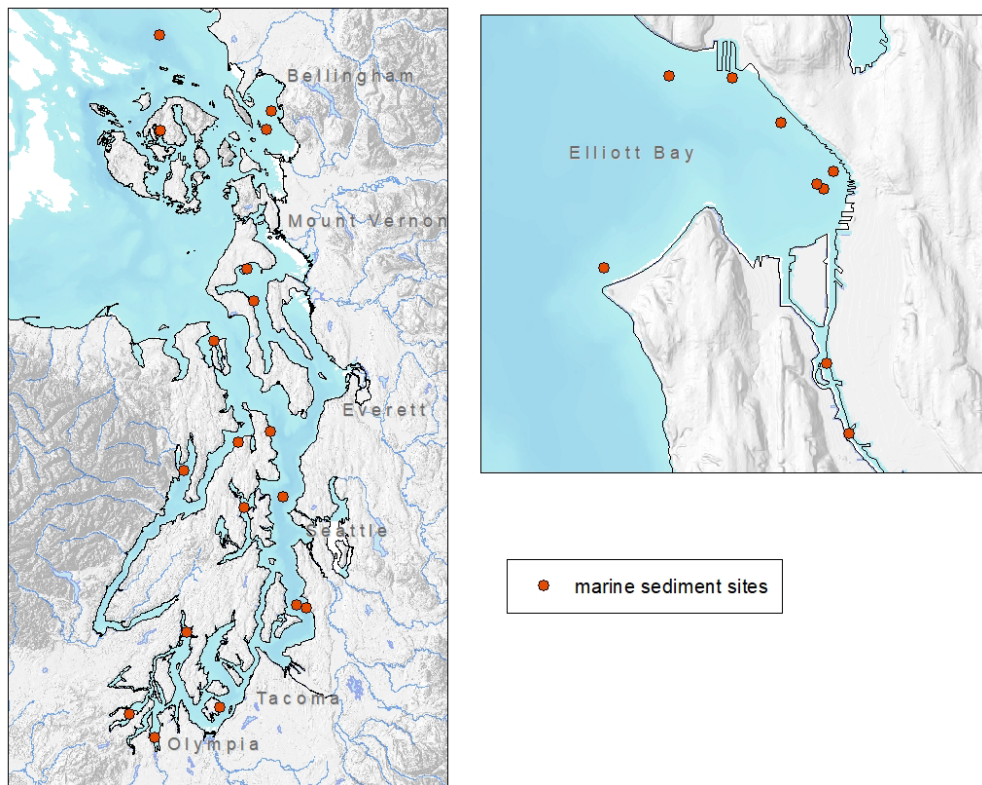 Bellingham
Mount Vernon
Everett
Seattle
Tacoma
Olympia
Elliott Bay
marine sediment sites